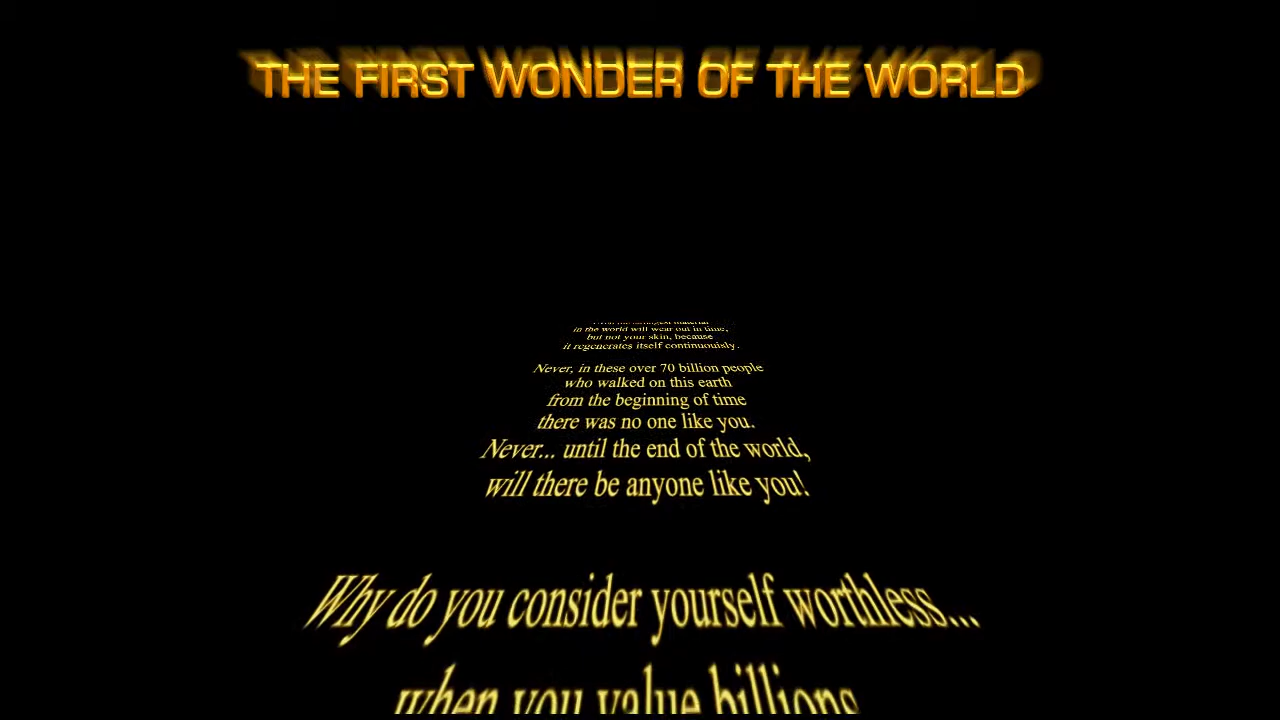 THE FIRST WONDER OF THE WORLD
in the world will wear out in time,
but not your skin, because
it regenerates itself continuously.
Never, in these over 70 billion people
who walked on this earth
from the beginning of time
there was no one like you.
Never... until the end of the world,
will there be anyone like you!
Why do you consider yourself worthless...
when you value billions